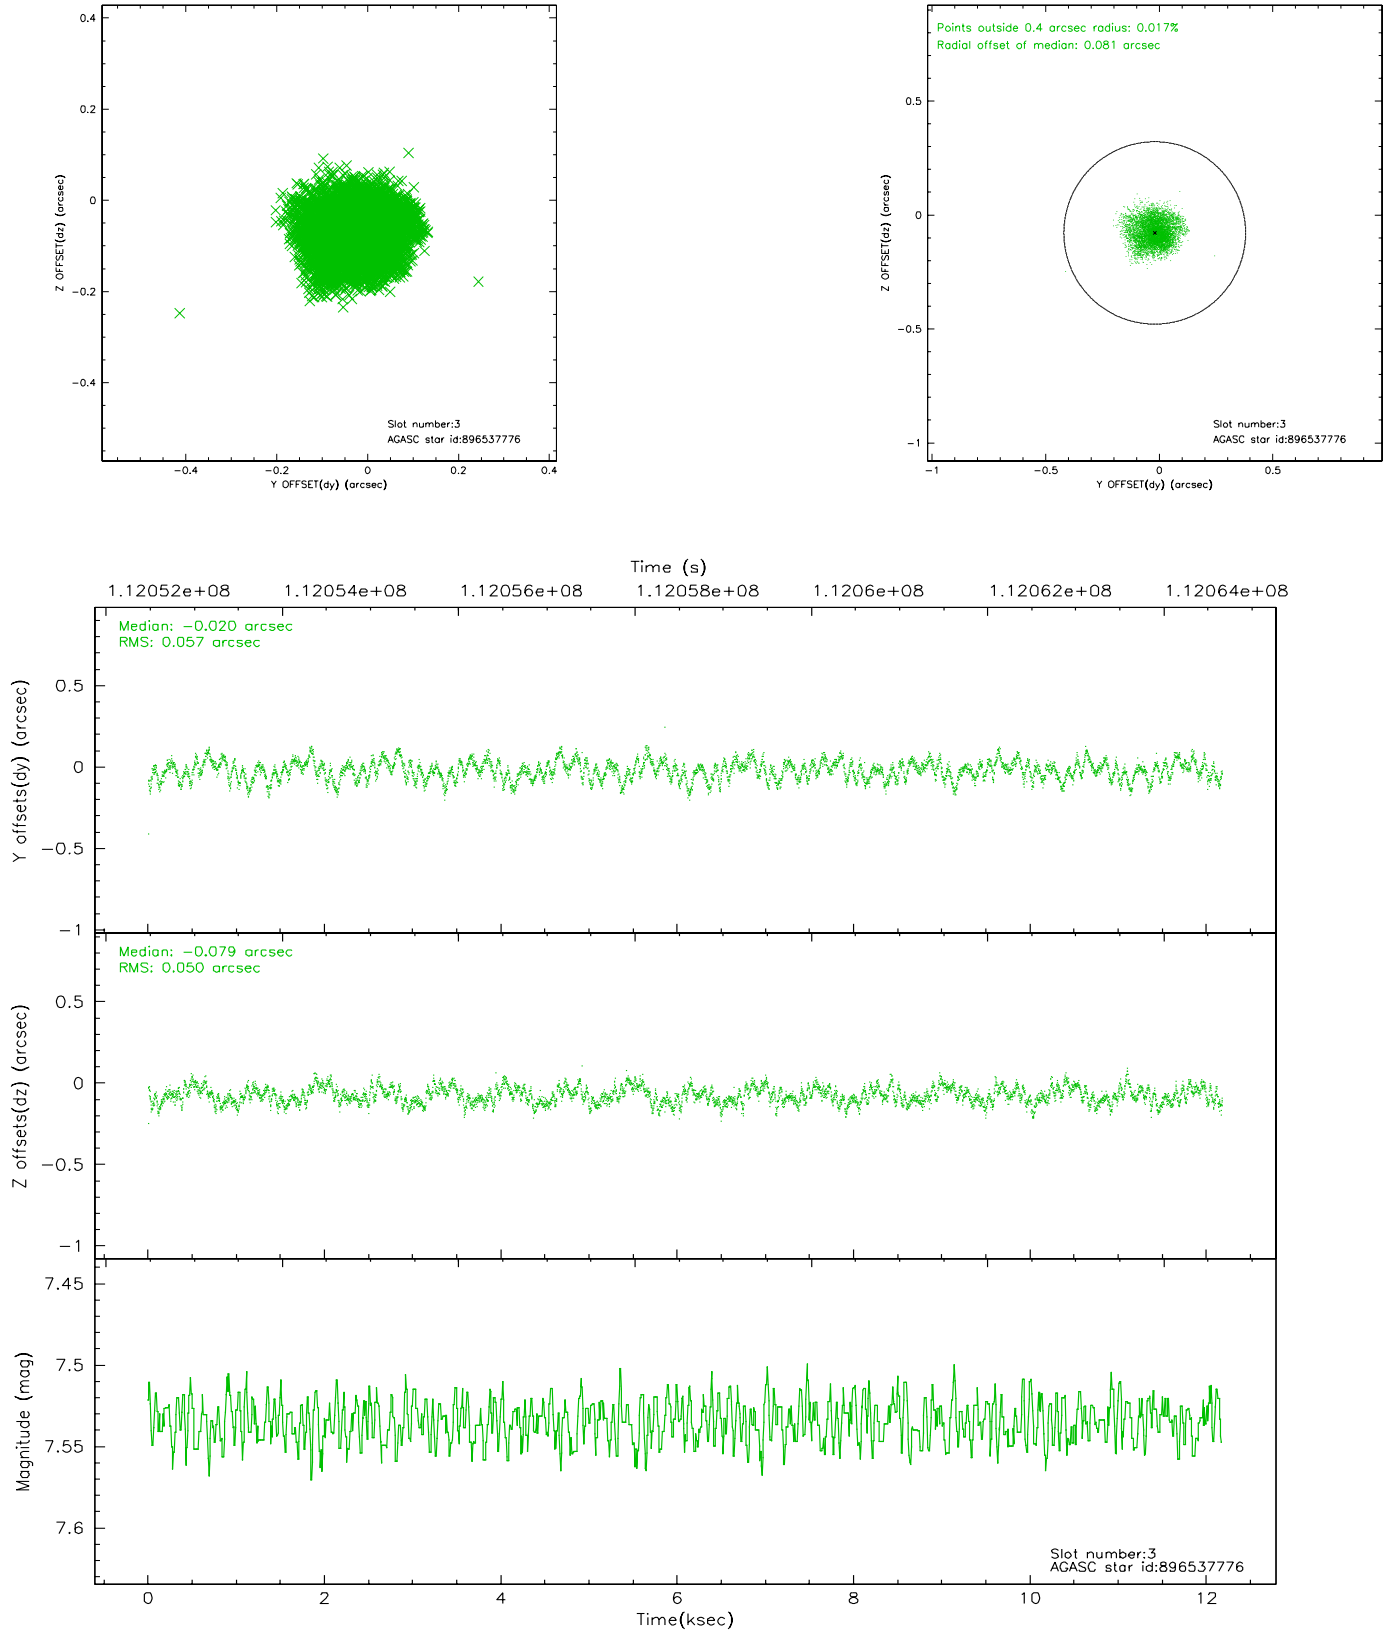 0.4
0.2
0
-0.2
-0.4
Z OFFSET(dz) (arcsec)
Slot number:3
AGASC star id:896537776
-0.4 -0.2 0 0.2 0.4
Y OFFSET(dy) (arcsec)
Points outside 0.4 arcsec radius: 0.017%
Radial offset of median: 0.081 arcsec
0.5
0
-0.5
-1
Z OFFSET(dz) (arcsec)
Slot number:3
AGASC star id:896537776
-1 -0.5 0 0.5
Y OFFSET(dy) (arcsec)
Time (s)
1.12052e+08 1.12054e+08 1.12056e+08 1.12058e+08 1.1206e+08 1.12062e+08 1.12064e+08
Median: -0.020 arcsec
RMS: 0.057 arcsec
0.5
0
-0.5
-1
Y offsets(dy) (arcsec)
Median: -0.079 arcsec
RMS: 0.050 arcsec
0.5
0
-0.5
-1
Z offsets(dz) (arcsec)
7.45
7.5
7.55
7.6
Magnitude (mag)
Slot number:3
AGASC star id:896537776
0 2 4 6 8 10 12
Time(ksec)